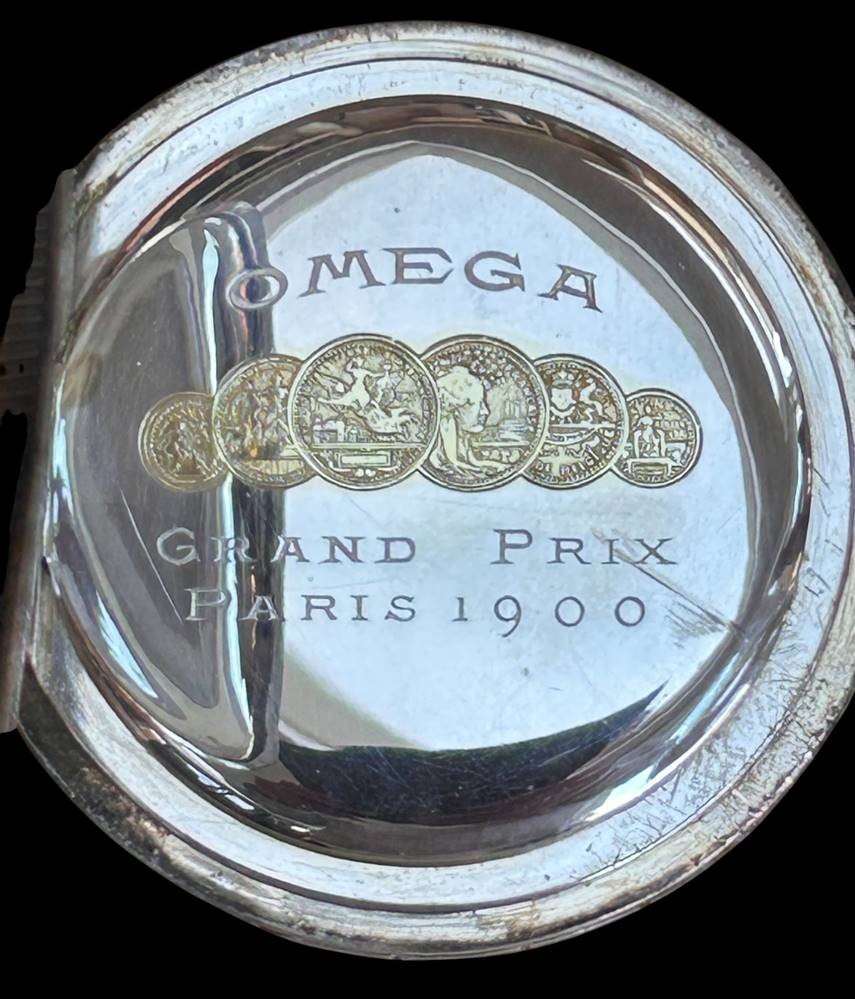 OMEGA
GRAND PRIX
PARIS 1900